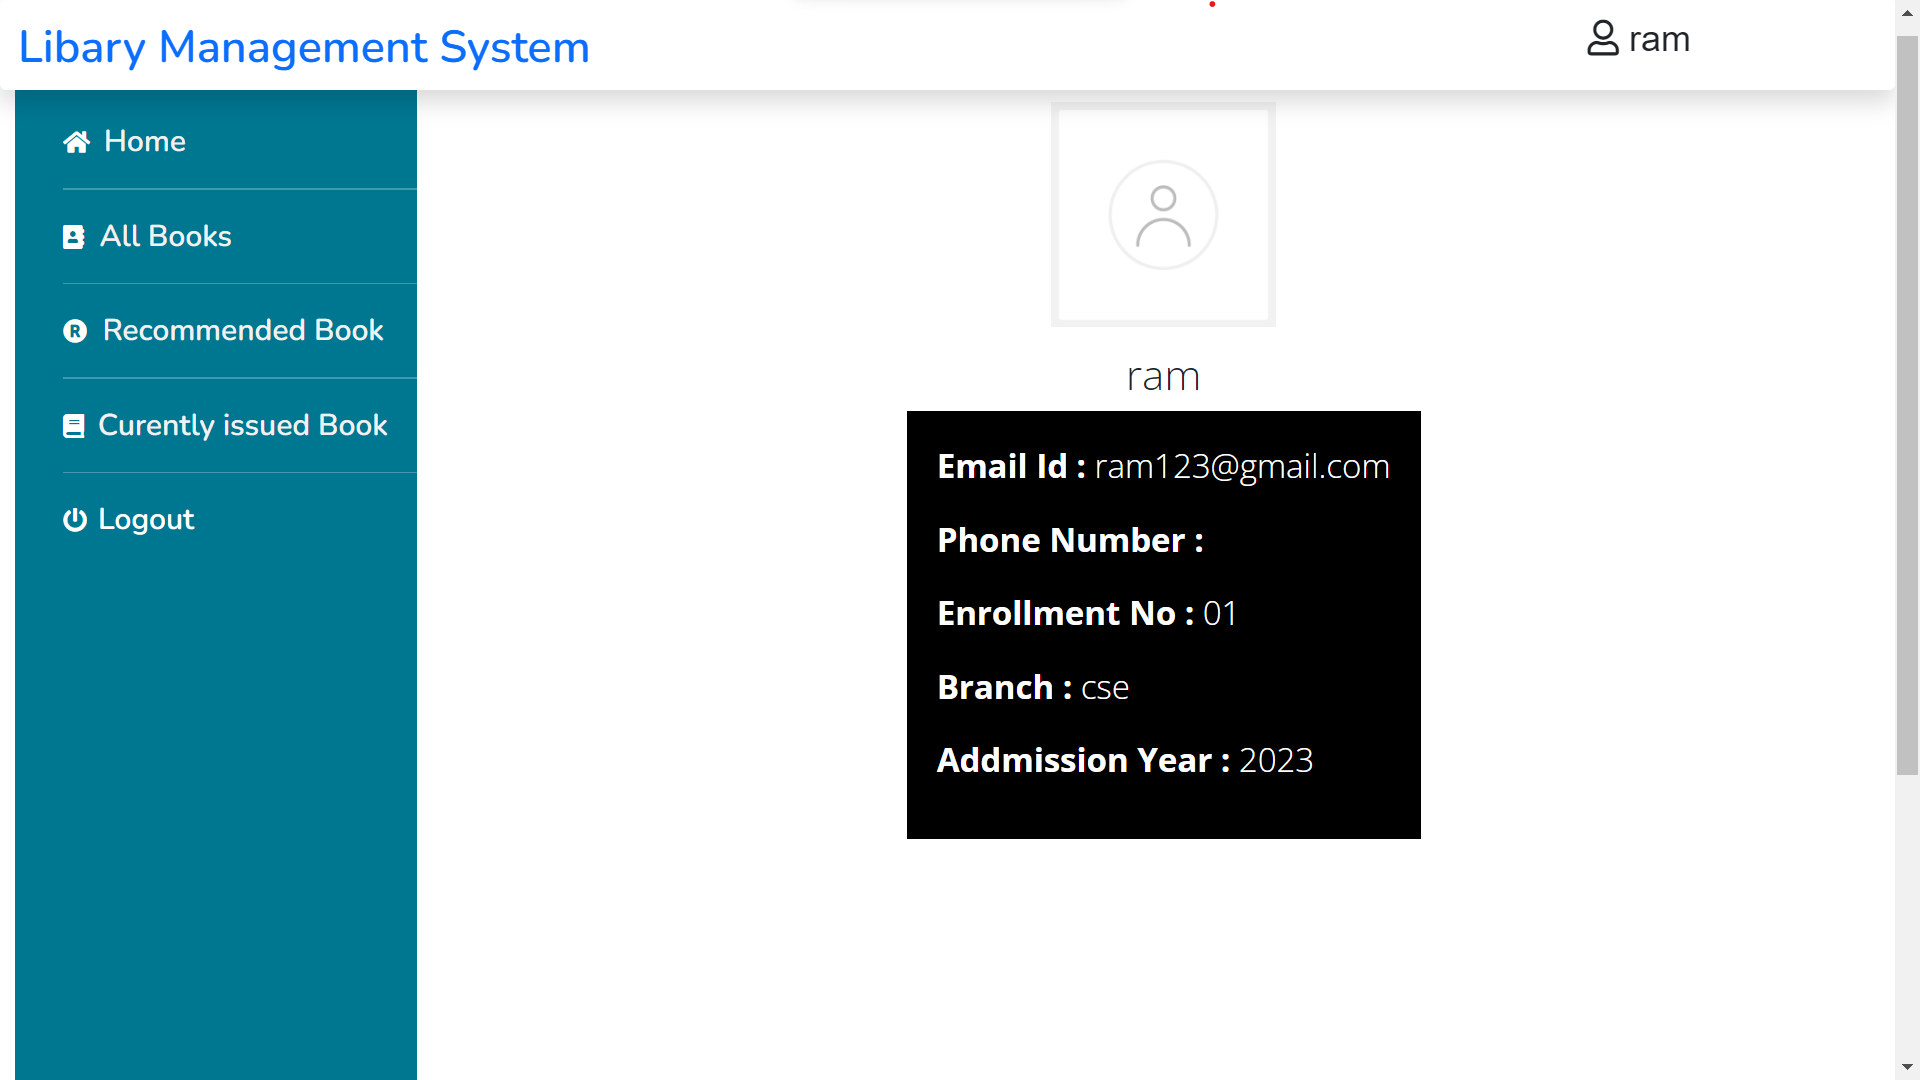 Libary Management System
ram
Home
All Books
Recommended Book
Curently issued Book
Logout
ram
Email Id : ram123@gmail.com
Phone Number :
Enrollment No : 01
Branch : cse
Addmission Year : 2023